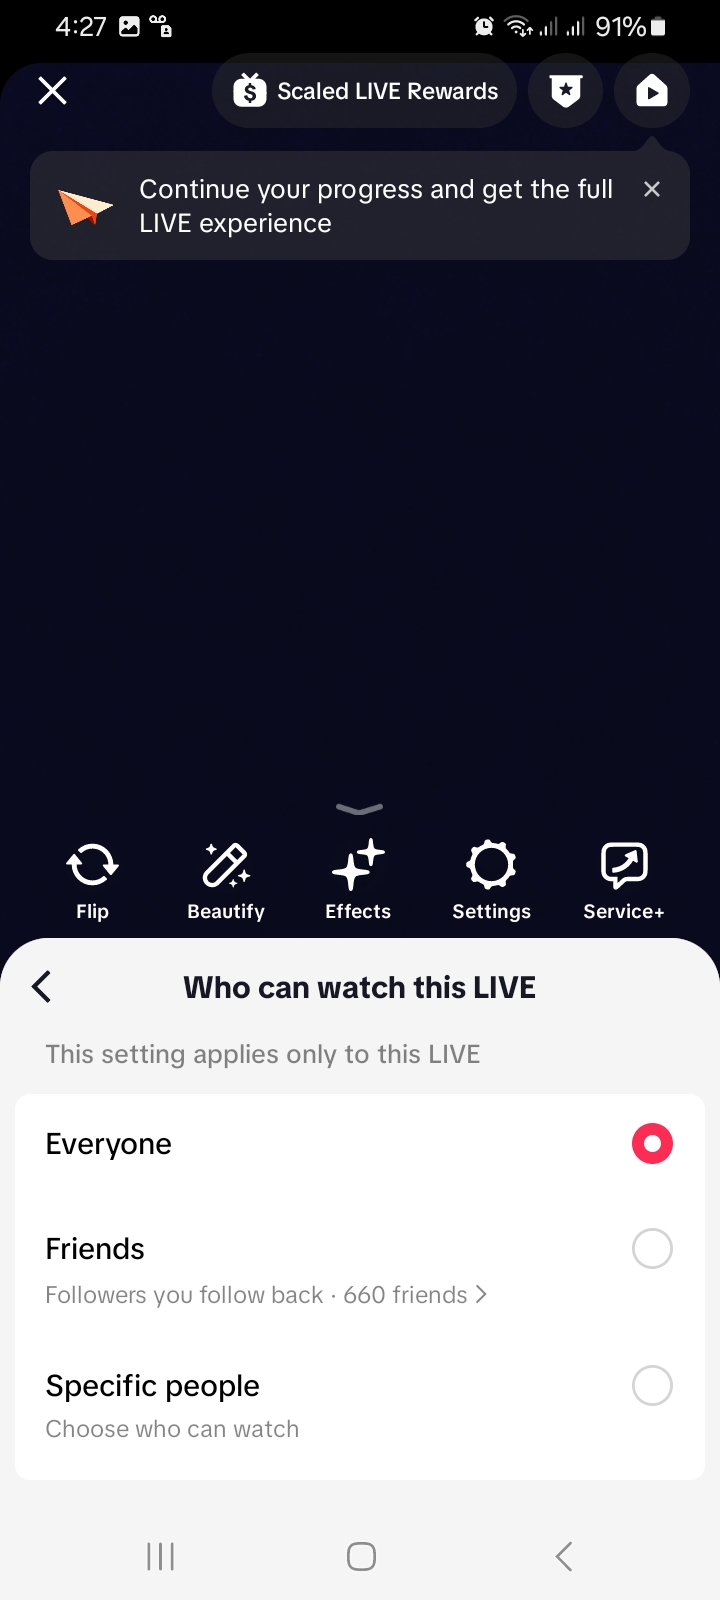 4:27
91%
Scaled LIVE Rewards
Continue your progress and get the full
LIVE experience
Flip
Beautify
Effects
Settings
Service+
Who can watch this LIVE
This setting applies only to this LIVE
Everyone
Friends
Followers you follow back · 660 friends >
Specific people
Choose who can watch